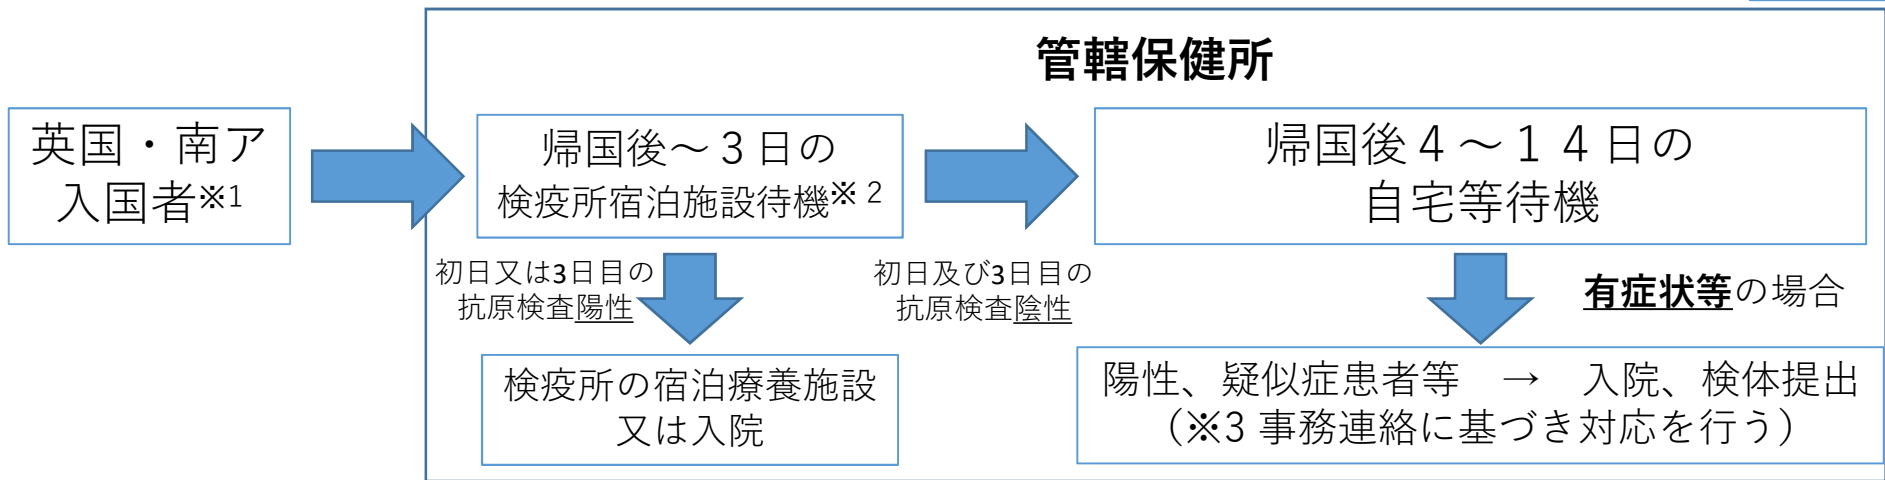 管轄保健所
英国・南ア
入国者※1
帰国後～３日の
検疫所宿泊施設待機※２
帰国後４～１４日の
自宅等待機
初日又は3日目の
抗原検査陽性
初日及び3日目の
抗原検査陰性
有症状等の場合
検疫所の宿泊療養施設
又は入院
陽性、疑似症患者等　→　入院、検体提出
（※3 事務連絡に基づき対応を行う）